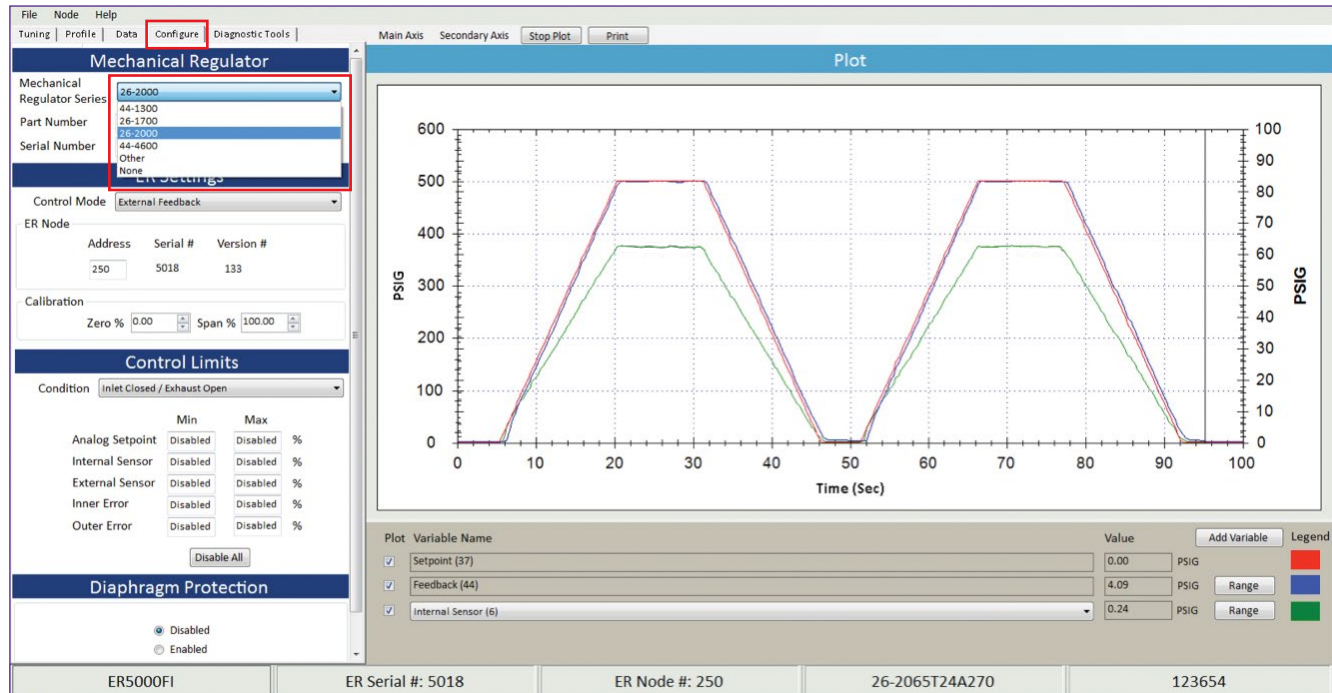 File Node Help
Tuning Profile Data Configure Diagnostic Tools
Main Axis Secondary Axis Stop Plot Print
Mechanical Regulator
Mechanical
Regulator Series 26-2000
44-1300
Part Number 26-1700
26-2000
Serial Number 44-4600
Other
None
ER Settings
Control Mode External Feedback
ER Node
Address Serial # Version #
250 5018 133
Calibration
Zero % 0.00 Span % 100.00
Control Limits
Condition Inlet Closed / Exhaust Open
Min Max
Analog Setpoint Disabled Disabled %
Internal Sensor Disabled Disabled %
External Sensor Disabled Disabled %
Inner Error Disabled Disabled %
Outer Error Disabled Disabled %
Disable All
Diaphragm Protection
Disabled
Enabled
Plot
600 100
90
500 80
70
400
60
300 50
40
200
30
100 20
10
0 0
PSIG
PSIG
0 10 20 30 40 50 60 70 80 90 100
Time (Sec)
Plot Variable Name Value Add Variable Legend
Setpoint (37) 0.00 PSIG
Feedback (44) 4.09 PSIG Range
Internal Sensor (6) 0.24 PSIG Range
ER5000FI ER Serial #: 5018 ER Node #: 250 26-2065T24A270 123654